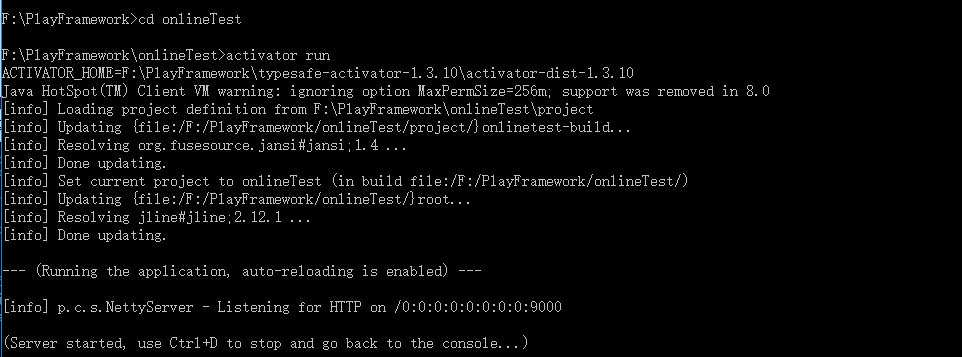 F:\PlayFramework>cd onlineTest
F:\PlayFramework\onlineTest>activator run
ACTIVATOR_HOME=F:\PlayFramework\typesafe-activator-1.3.10\activator-dist-1.3.10
Java HotSpot(TM) Client VM warning: ignoring option MaxPermSize=256m; support was removed in 8.0
[info] Loading project definition from F:\PlayFramework\onlineTest\project
[info] Updating {file:/F:/PlayFramework/onlineTest/project/}onlinetest-build...
[info] Resolving org.fusesource.jansi#jansi;1.4 ...
[info] Done updating.
[info] Set current project to onlineTest (in build file:/F:/PlayFramework/onlineTest/)
[info] Updating {file:/F:/PlayFramework/onlineTest/}root...
[info] Resolving jline#jline;2.12.1 ...
[info] Done updating.
--- (Running the application, auto-reloading is enabled) ---
[info] p.c.s.NettyServer - Listening for HTTP on /0:0:0:0:0:0:0:0:9000
(Server started, use Ctrl+D to stop and go back to the console...)